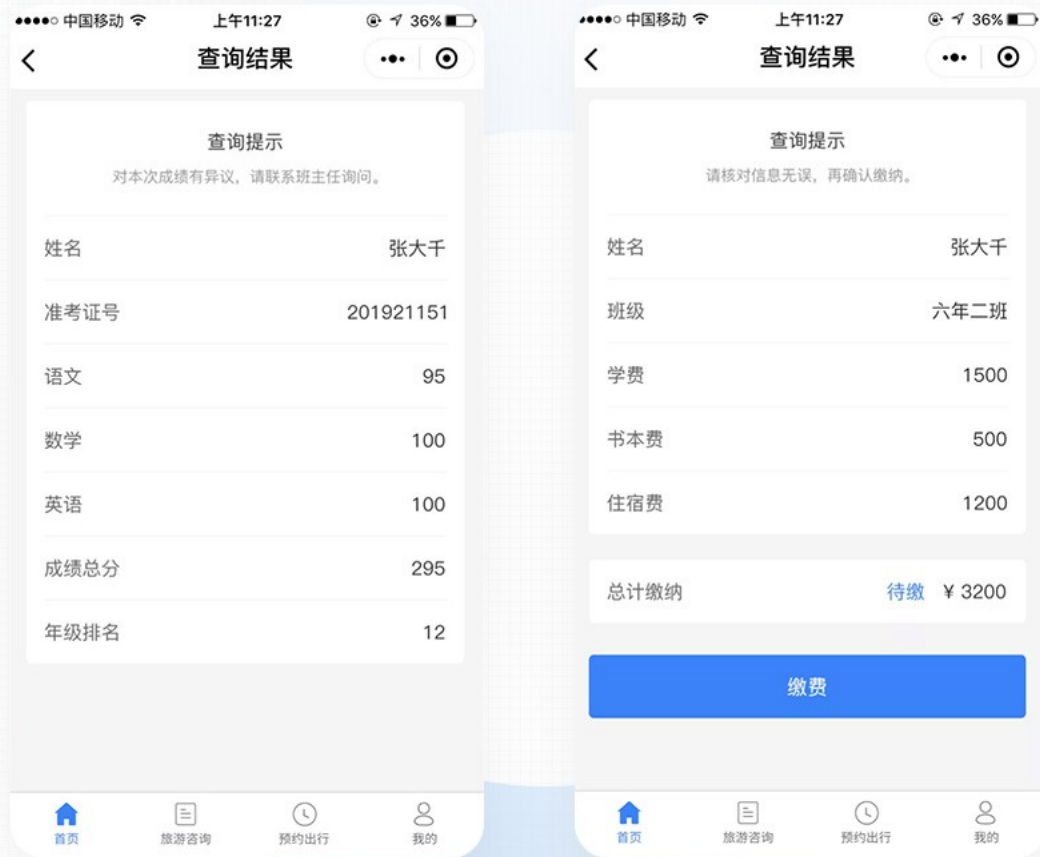 中国移动 上午11:27 36%
查询结果
查询提示
对本次成绩有异议，请联系班主任询问。
姓名 张大千
准考证号 201921151
语文 95
数学 100
英语 100
成绩总分 295
年级排名 12
首页 旅游咨询 预约出行 我的
中国移动 上午11:27 36%
查询结果
查询提示
请核对信息无误，再确认缴纳。
姓名 张大千
班级 六年二班
学费 1500
书本费 500
住宿费 1200
总计缴纳 待缴 ¥ 3200
缴费
首页 旅游咨询 预约出行 我的